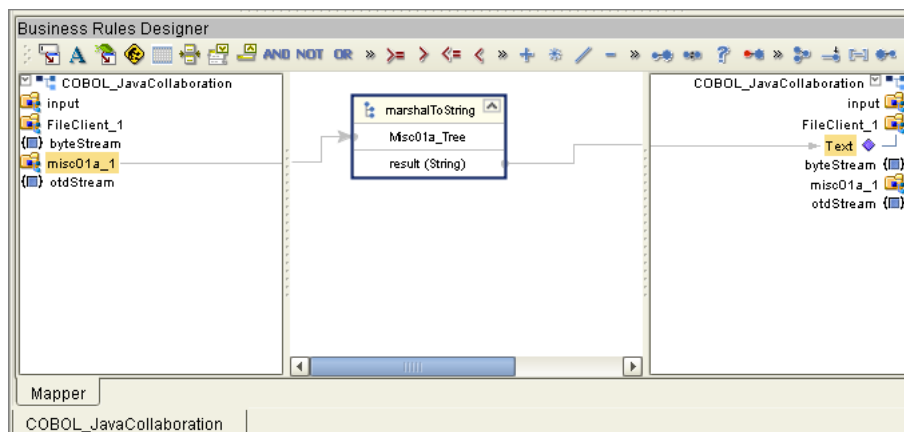 Business Rules Designer
A AND NOT OR » >= > <= < » + * / - » ? »
COBOL_JavaCollaboration
input
FileClient_1
byteStream
misc01a_1
otdStream
marshalToString
Misc01a_Tree
result (String)
COBOL_JavaCollaboration
input
FileClient_1
Text
byteStream
misc01a_1
otdStream
Mapper
COBOL_JavaCollaboration